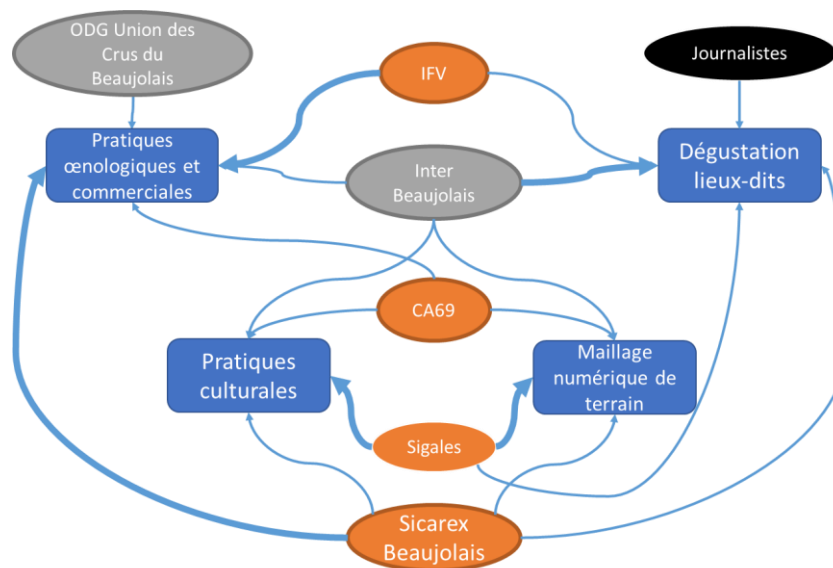 ODG Union des
Crus du
Beaujolais
IFV
Journalistes
Pratiques
œnologiques et
commerciales
Inter
Beaujolais
Dégustation
lieux-dits
CA69
Pratiques
culturales
Maillage
numérique de
terrain
Sigales
Sicarex
Beaujolais